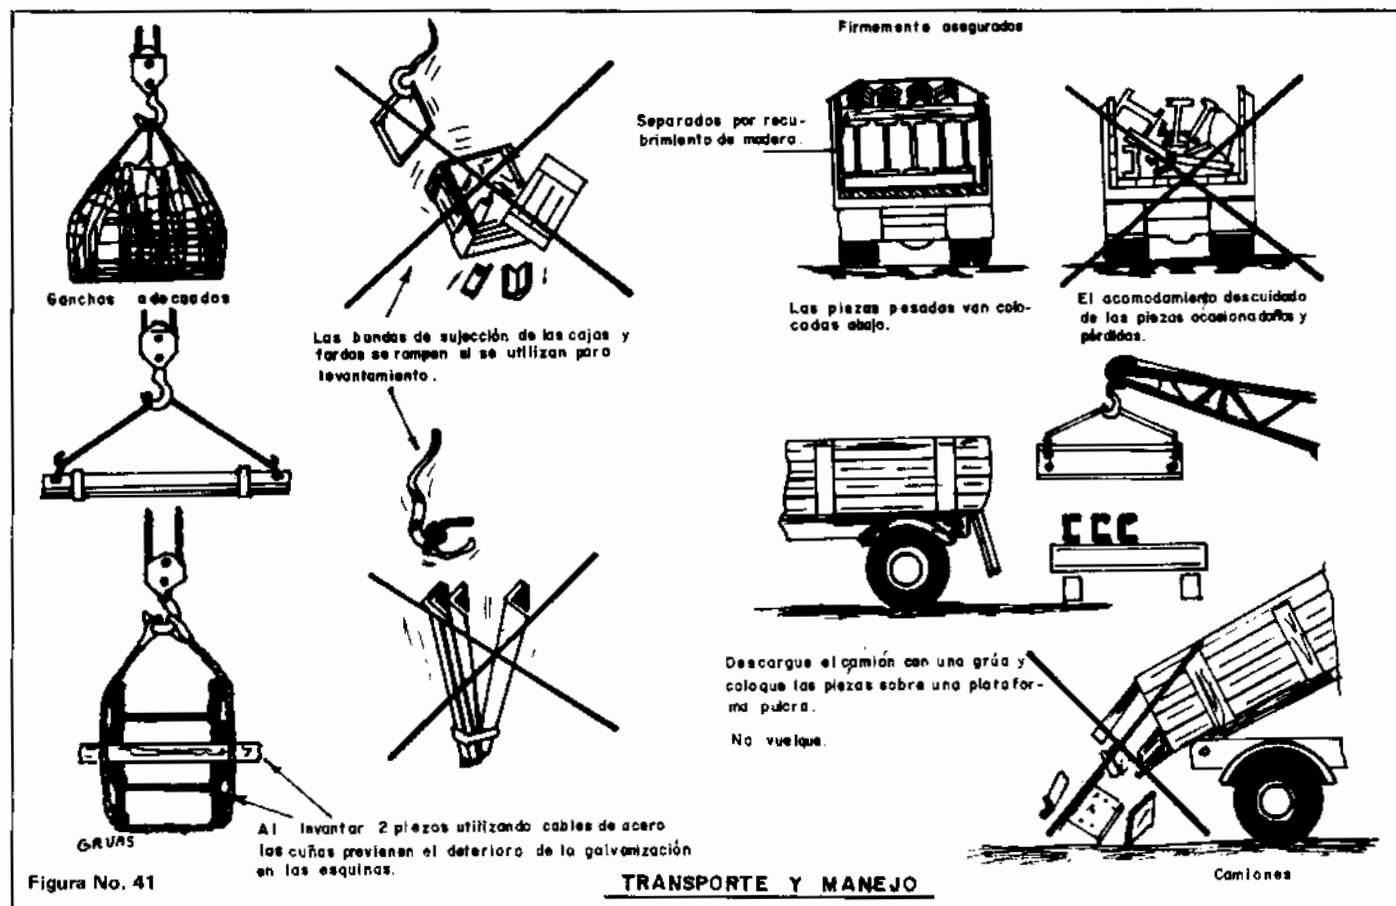 Firmemente asegurados
Separados por recu-
brimiento de madera.
Ganchos adecuados
Las bandas de sujección de las cajas y
fardos se rompen si se utilizan para
levantamiento.
Las piezas pesadas van colo-
cadas abajo.
El acomodamiento descuidado
de las piezas ocasiona daños y
pérdidas.
Descargue el camión con una grúa y
coloque las piezas sobre una platafor-
ma pulcra.
No vuelque.
GRUAS
Al levantar 2 piezas utilizando cables de acero
las cuñas previenen el deterioro de la galvanización
en las esquinas.
Camiones
Figura No. 41
TRANSPORTE Y MANEJO